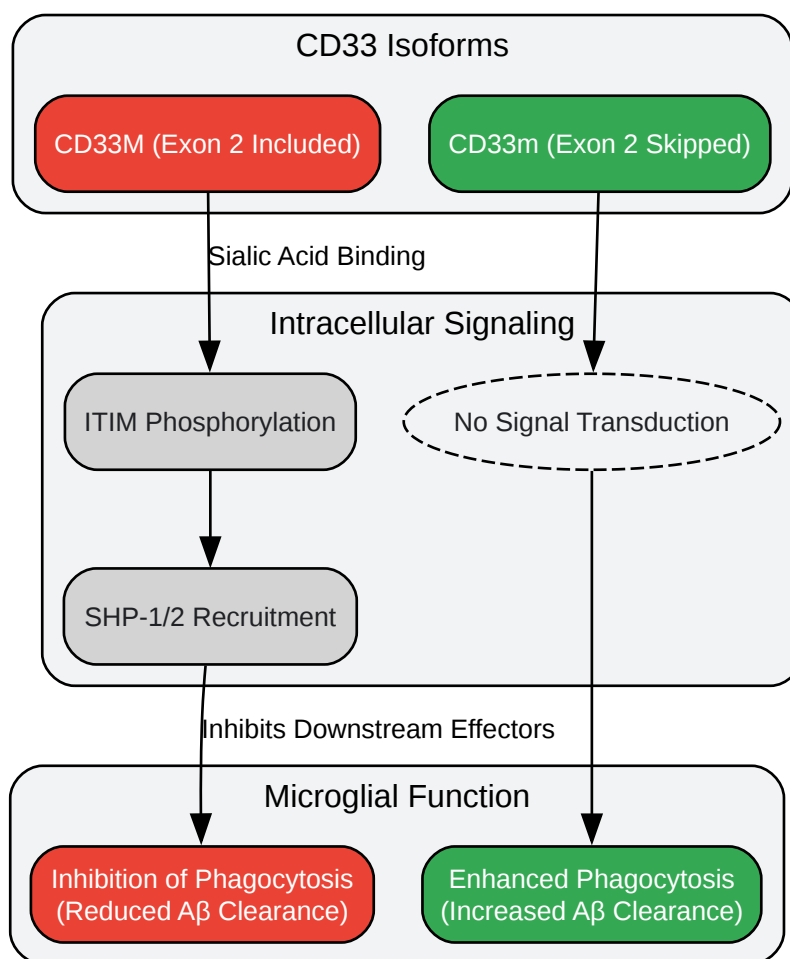 CD33 Isoforms
CD33M (Exon 2 Included)
CD33m (Exon 2 Skipped)
Sialic Acid Binding
Intracellular Signaling
ITIM Phosphorylation
No Signal Transduction
SHP-1/2 Recruitment
Inhibits Downstream Effectors
Microglial Function
Inhibition of Phagocytosis
(Reduced Aβ Clearance)
Enhanced Phagocytosis
(Increased Aβ Clearance)